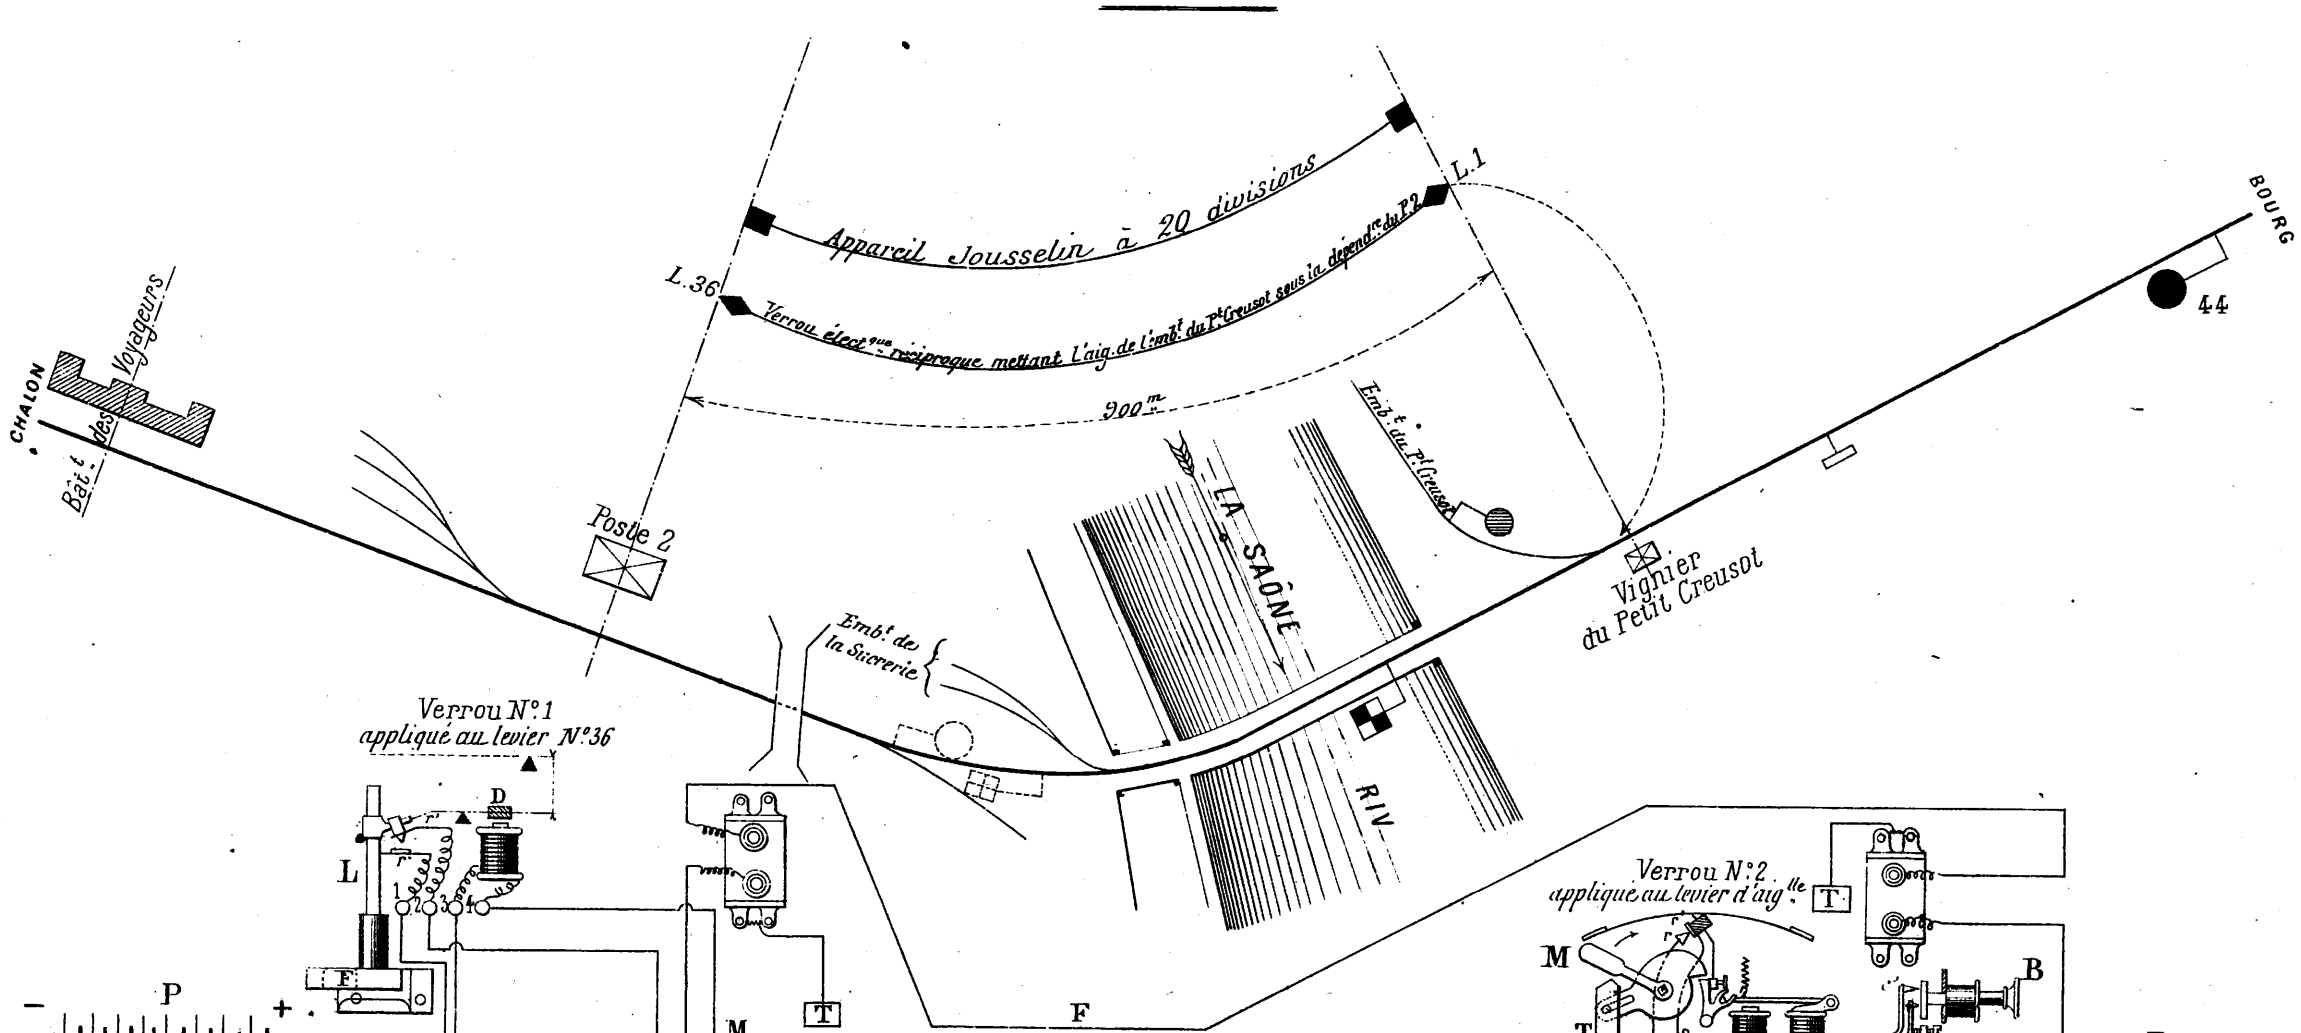 Appareil Jousselin à 20 divisions
L.1
L.36
Verrou élect.que réciproque mettant l'aig. de l'emb.t du P.t Creusot sous la dépend.ce du P.2
BOURG
44
CHALON
Bât.t des Voyageurs
900 m
Emb.t du P.t Creusot
LA SAÔNE
Poste 2
Vignier
du Petit Creusot
Emb.t de
la Sucrerie
RIV
Verrou N.o 1
appliqué au levier N.o 36
D
r'
r
L
1 2 3 4
F
- P +
T
M
F
Verrou N.o 2
appliqué au levier d'aig.lle
T
r'
r
M
B
T